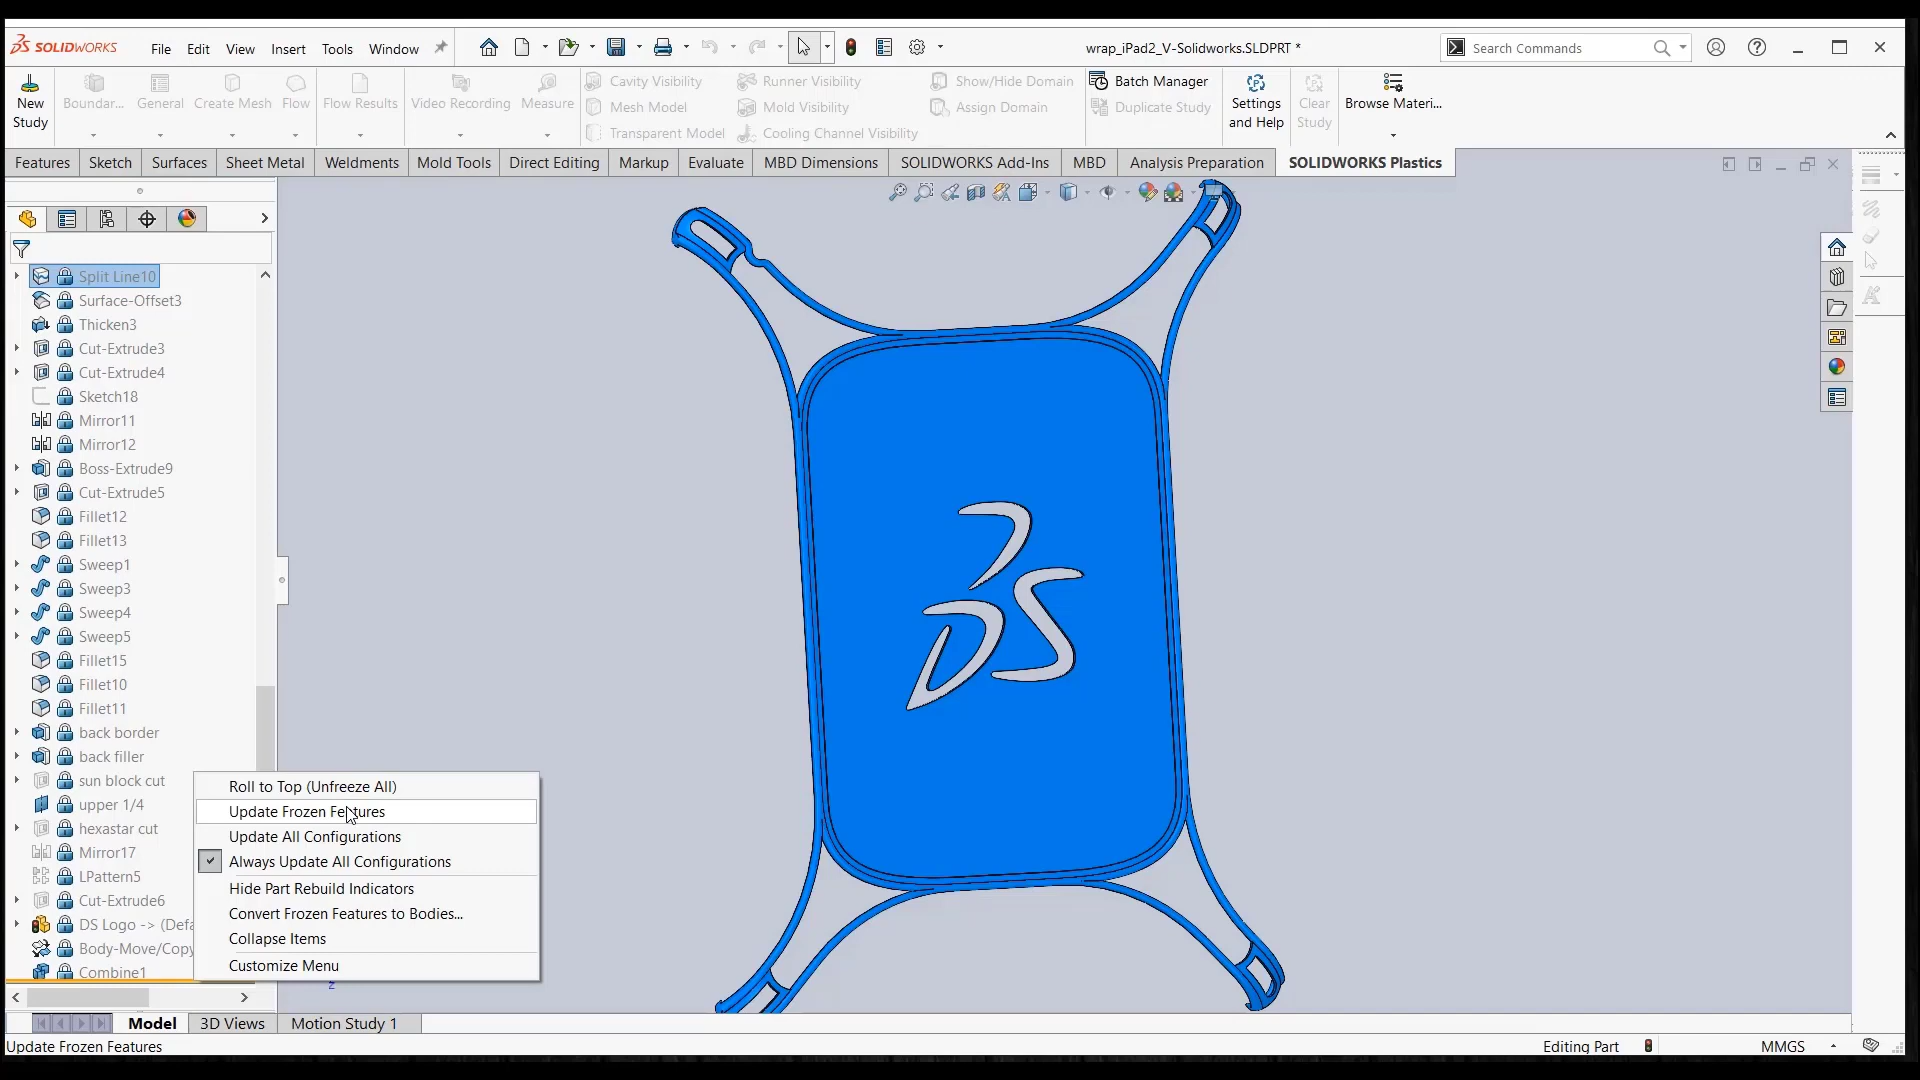 SOLIDWORKS File Edit View Insert Tools Window wrap_iPad2_V-Solidworks.SLDPRT * Search Commands
New Study Boundar... General Create Mesh Flow Flow Results Video Recording Measure Cavity Visibility Runner Visibility Show/Hide Domain Batch Manager Settings and Help Clear Study Browse Materi...
Mesh Model Mold Visibility Assign Domain Duplicate Study
Transparent Model Cooling Channel Visibility
Features Sketch Surfaces Sheet Metal Weldments Mold Tools Direct Editing Markup Evaluate MBD Dimensions SOLIDWORKS Add-Ins MBD Analysis Preparation SOLIDWORKS Plastics
Split Line10
Surface-Offset3
Thicken3
Cut-Extrude3
Cut-Extrude4
Sketch18
Mirror11
Mirror12
Boss-Extrude9
Cut-Extrude5
Fillet12
Fillet13
Sweep1
Sweep3
Sweep4
Sweep5
Fillet15
Fillet10
Fillet11
back border
back filler
sun block cut
upper 1/4
hexastar cut
Mirror17
LPattern5
Cut-Extrude6
DS Logo -> (Defa
Body-Move/Copy
Combine1
Roll to Top (Unfreeze All)
Update Frozen Features
Update All Configurations
Always Update All Configurations
Hide Part Rebuild Indicators
Convert Frozen Features to Bodies...
Collapse Items
Customize Menu
z
Model 3D Views Motion Study 1
Update Frozen Features Editing Part MMGS